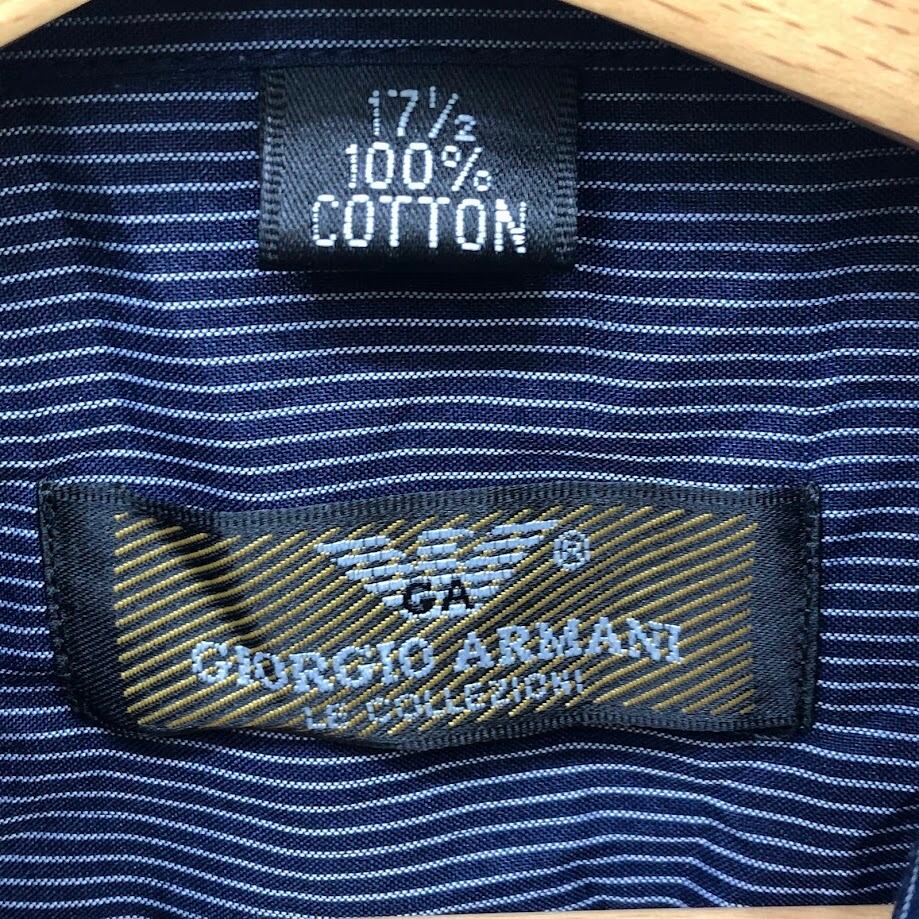 17½
100%
COTTON
®
GA
GIORGIO ARMANI
LE COLLEZIONI